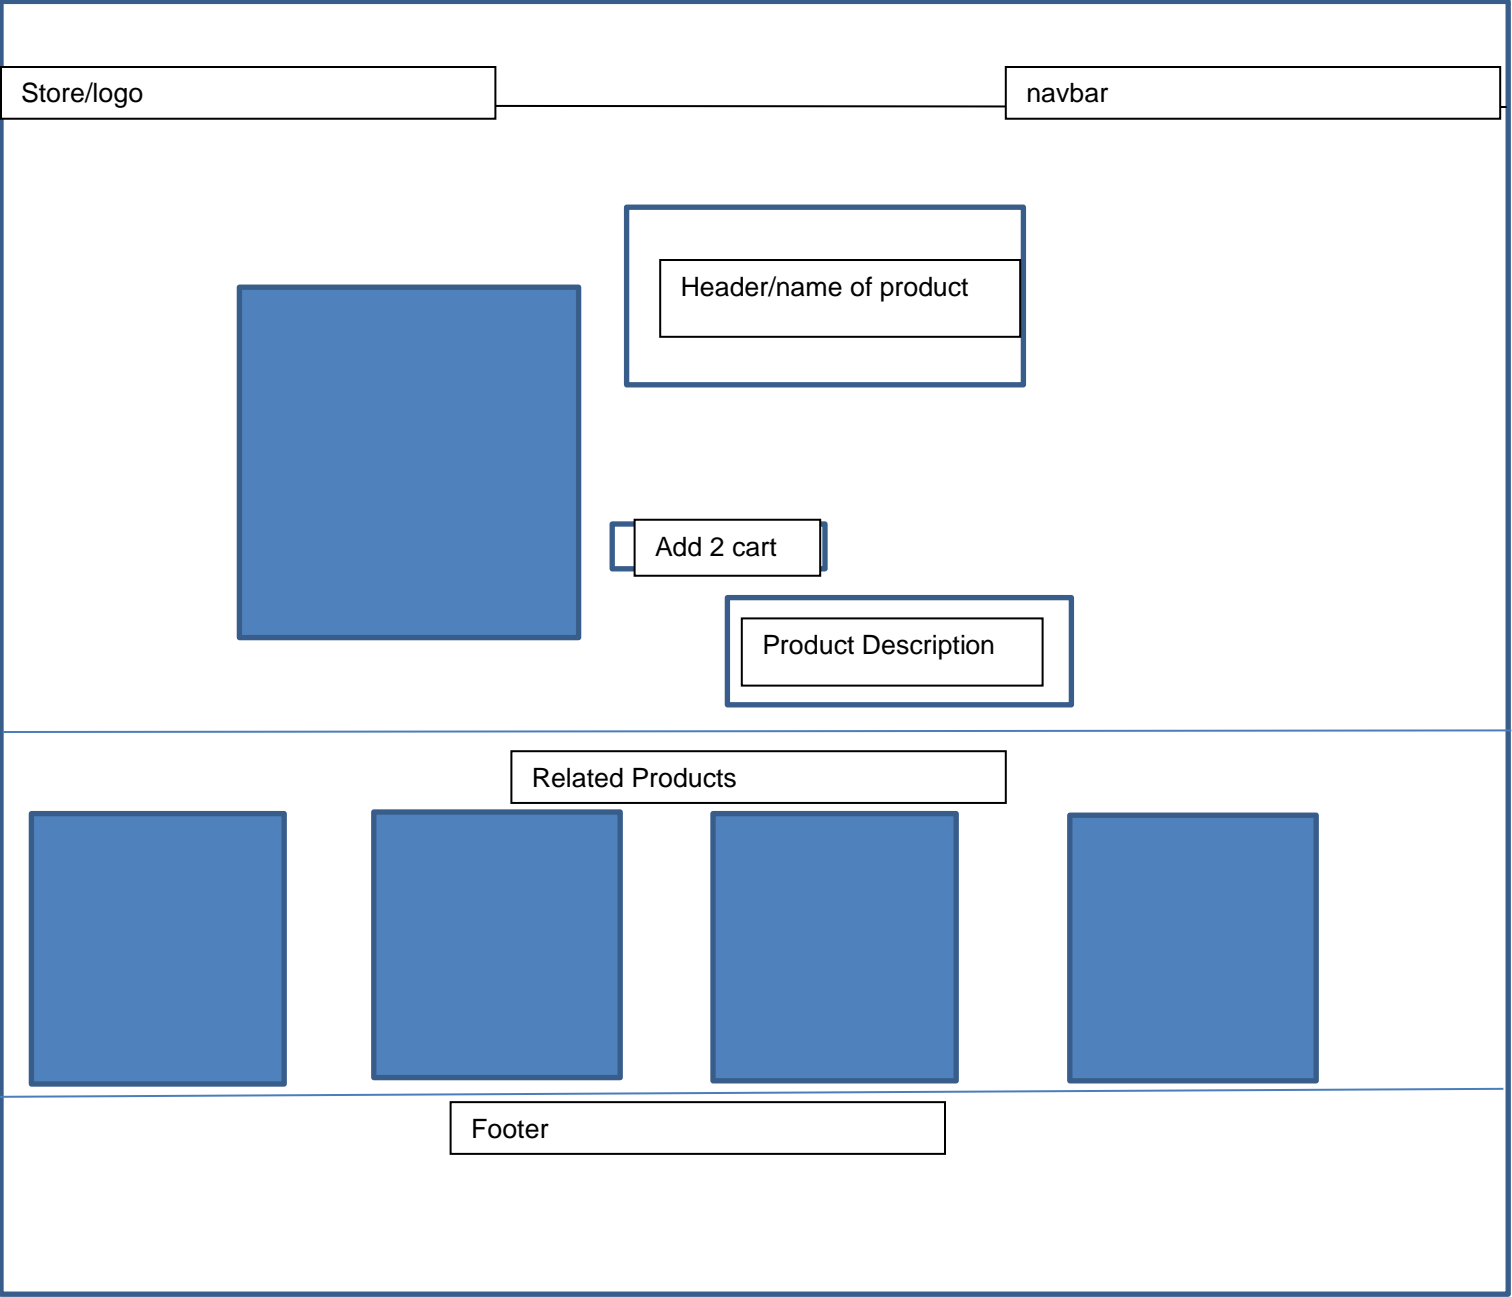 Store/logo
navbar
Header/name of product
Add 2 cart
Product Description
Related Products
Footer